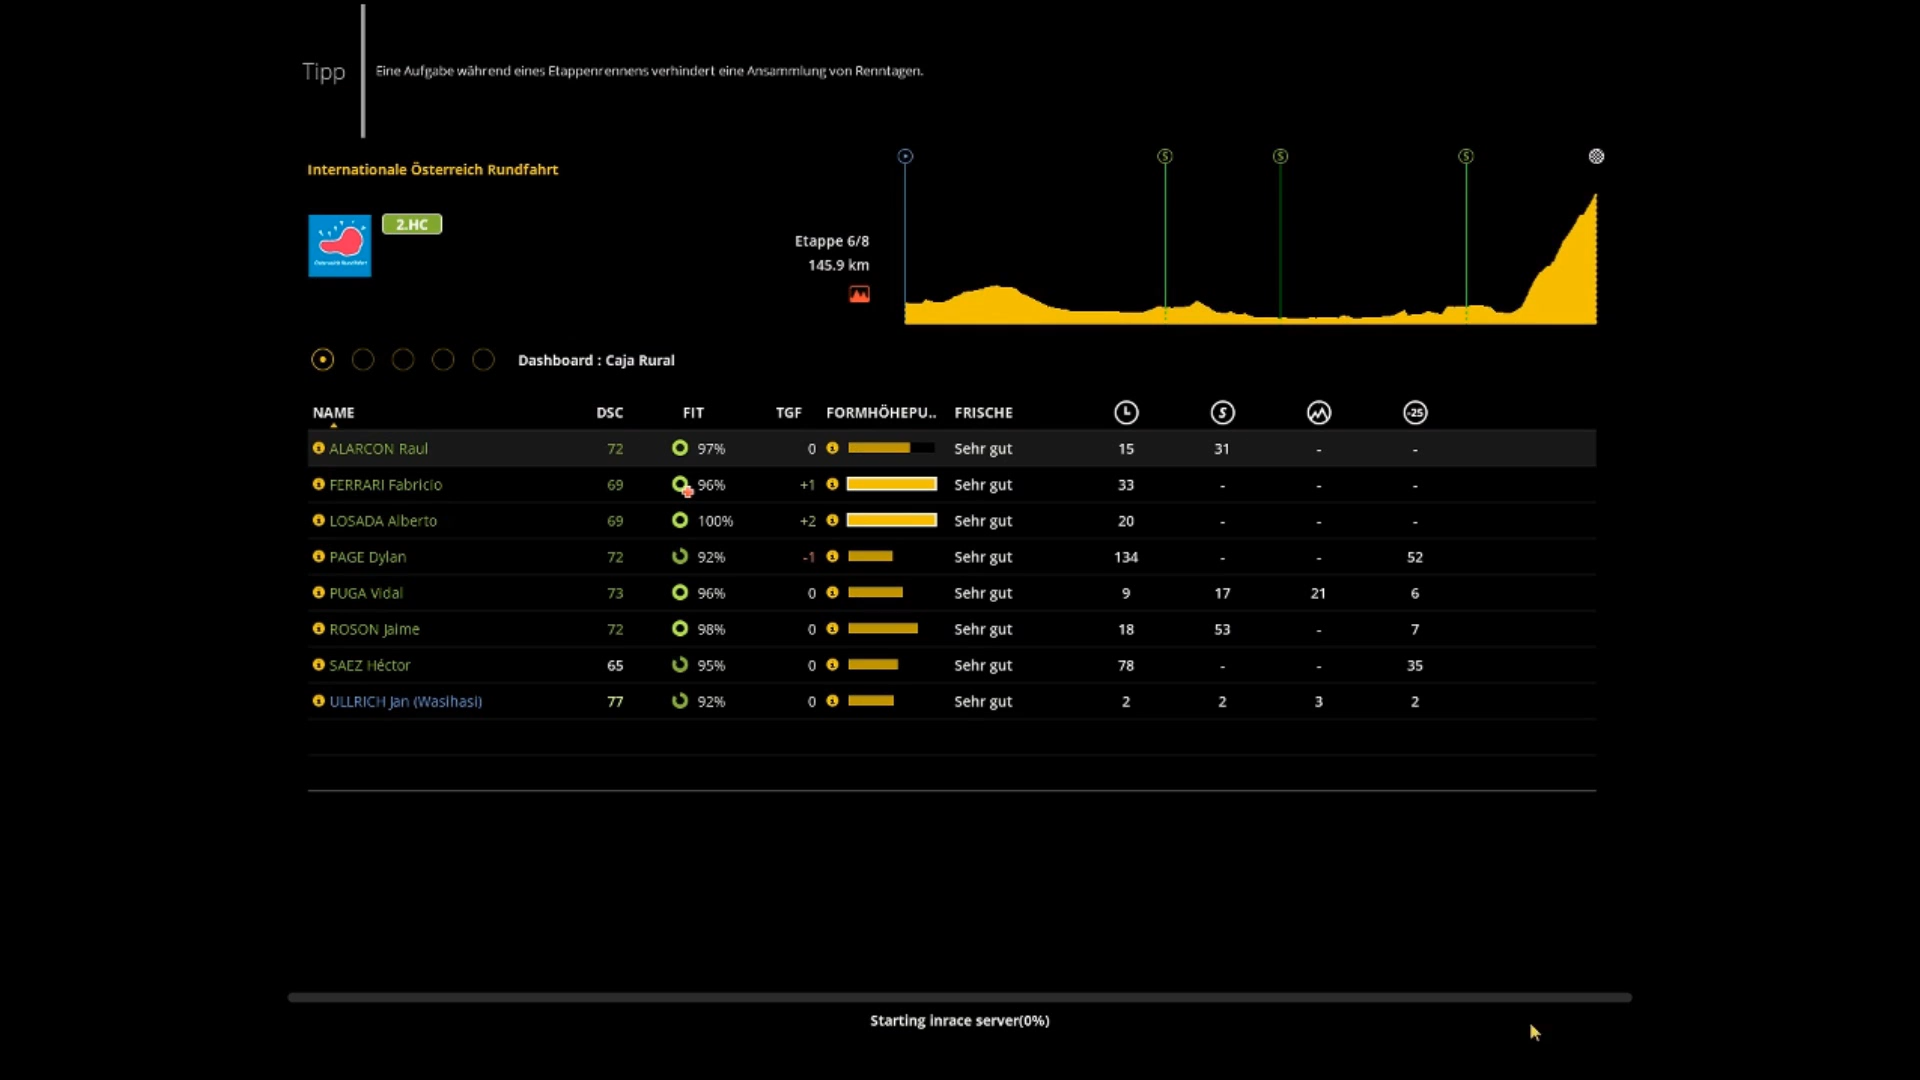 Tipp
Eine Aufgabe während eines Etappenrennens verhindert eine Ansammlung von Renntagen.
Internationale Österreich Rundfahrt
2.HC
Österreich Rundfahrt
Etappe 6/8
145.9 km
S S S
Dashboard : Caja Rural
NAME DSC FIT TGF FORMHÖHEPU.. FRISCHE S -25
ALARCON Raul 72 97% 0 Sehr gut 15 31 - -
FERRARI Fabricio 69 96% +1 Sehr gut 33 - - -
LOSADA Alberto 69 100% +2 Sehr gut 20 - - -
PAGE Dylan 72 92% -1 Sehr gut 134 - - 52
PUGA Vidal 73 96% 0 Sehr gut 9 17 21 6
ROSON Jaime 72 98% 0 Sehr gut 18 53 - 7
SAEZ Héctor 65 95% 0 Sehr gut 78 - - 35
ULLRICH Jan (Wasihasi) 77 92% 0 Sehr gut 2 2 3 2
Starting inrace server(0%)